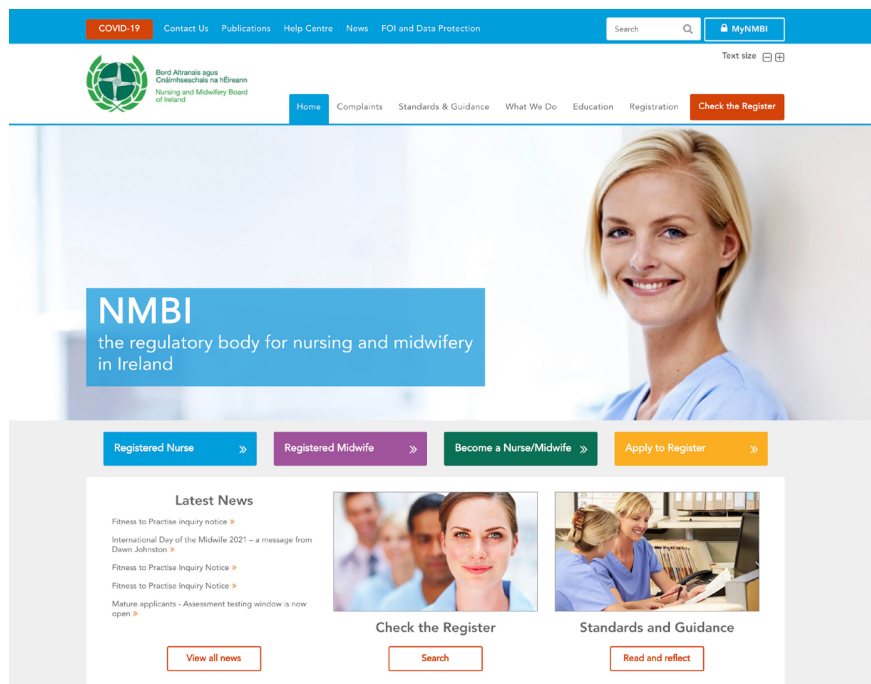 COVID-19 Contact Us Publications Help Centre News FOI and Data Protection Search MyNMBI
Text size
Bord Altranais agus
Cnáimhseachais na hÉireann
Nursing and Midwifery Board
of Ireland
Home Complaints Standards & Guidance What We Do Education Registration Check the Register
NMBI
the regulatory body for nursing and midwifery
in Ireland
Registered Nurse » Registered Midwife » Become a Nurse/Midwife » Apply to Register »
Latest News
Fitness to Practise inquiry notice »
International Day of the Midwife 2021 – a message from
Dawn Johnston »
Fitness to Practise Inquiry Notice »
Fitness to Practise Inquiry Notice »
Mature applicants - Assessment testing window is now
open »
View all news
Check the Register
Search
Standards and Guidance
Read and reflect